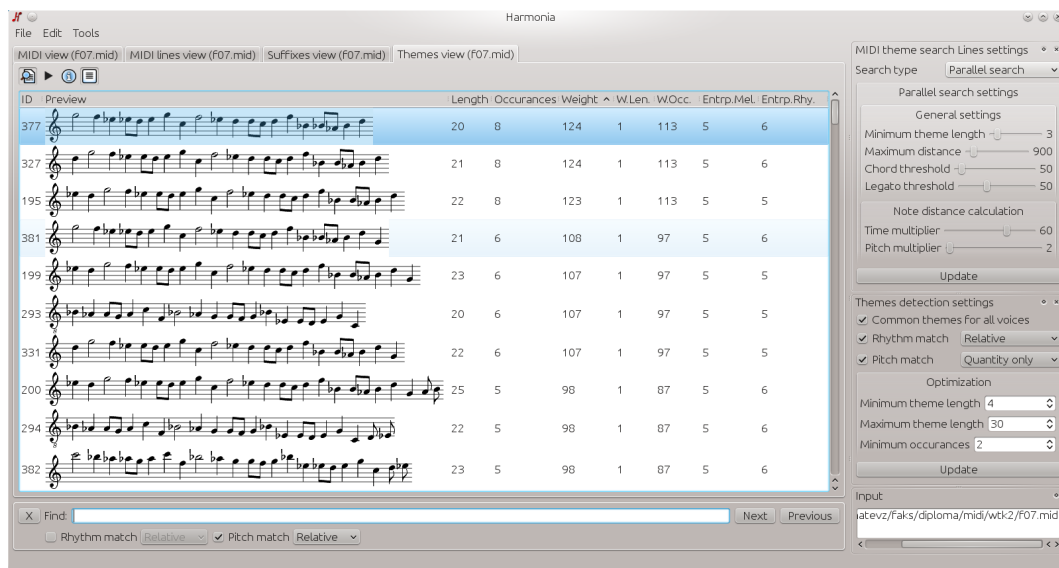 Harmonia
File Edit Tools
MIDI view (f07.mid) MIDI lines view (f07.mid) Suffixes view (f07.mid) Themes view (f07.mid)
ID Preview Length Occurances Weight W.Len. W.Occ. Entrp.Mel. Entrp.Rhy.
377 20 8 124 1 113 5 6
327 21 8 124 1 113 5 6
195 22 8 123 1 113 5 5
381 21 6 108 1 97 5 6
199 23 6 107 1 97 5 5
293 20 6 107 1 97 5 5
331 22 6 107 1 97 5 5
200 25 5 98 1 87 5 6
294 22 5 98 1 87 5 6
382 23 5 98 1 87 5 6
X Find: Next Previous
Rhythm match Relative Pitch match Relative
MIDI theme search Lines settings
Search type Parallel search
Parallel search settings
General settings
Minimum theme length 3
Maximum distance 900
Chord threshold 50
Legato threshold 50
Note distance calculation
Time multiplier 60
Pitch multiplier 2
Update
Themes detection settings
Common themes for all voices
Rhythm match Relative
Pitch match Quantity only
Optimization
Minimum theme length 4
Maximum theme length 30
Minimum occurances 2
Update
Input
atevz/faks/diploma/midi/wtk2/f07.mid